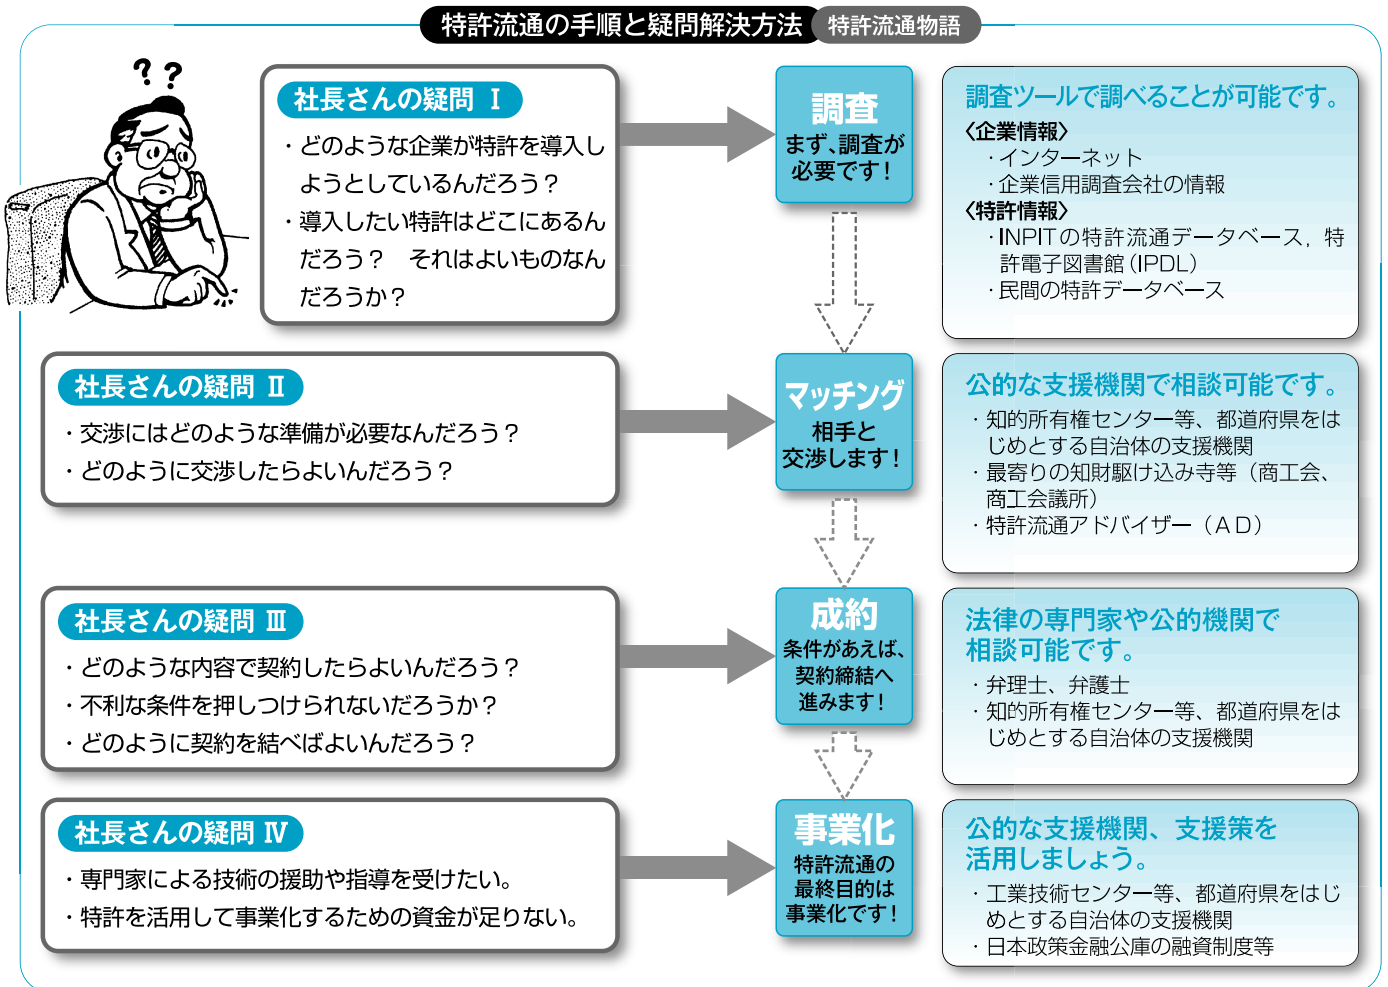 特許流通の手順と疑問解決方法 特許流通物語
??
社長さんの疑問 Ⅰ
・どのような企業が特許を導入し
ようとしているんだろう？
・導入したい特許はどこにあるん
だろう？　それはよいものなん
だろうか？
調査
まず、調査が
必要です！
調査ツールで調べることが可能です。
〈企業情報〉
・インターネット
・企業信用調査会社の情報
〈特許情報〉
・INPITの特許流通データベース，特
許電子図書館（IPDL）
・民間の特許データベース
社長さんの疑問 Ⅱ
・交渉にはどのような準備が必要なんだろう？
・どのように交渉したらよいんだろう？
マッチング
相手と
交渉します！
公的な支援機関で相談可能です。
・知的所有権センター等、都道府県をは
じめとする自治体の支援機関
・最寄りの知財駆け込み寺等（商工会、
商工会議所）
・特許流通アドバイザー（ＡＤ）
社長さんの疑問 Ⅲ
・どのような内容で契約したらよいんだろう？
・不利な条件を押しつけられないだろうか？
・どのように契約を結べばよいんだろう？
成約
条件があえば、
契約締結へ
進みます！
法律の専門家や公的機関で
相談可能です。
・弁理士、弁護士
・知的所有権センター等、都道府県をは
じめとする自治体の支援機関
社長さんの疑問 Ⅳ
・専門家による技術の援助や指導を受けたい。
・特許を活用して事業化するための資金が足りない。
事業化
特許流通の
最終目的は
事業化です！
公的な支援機関、支援策を
活用しましょう。
・工業技術センター等、都道府県をはじ
めとする自治体の支援機関
・日本政策金融公庫の融資制度等